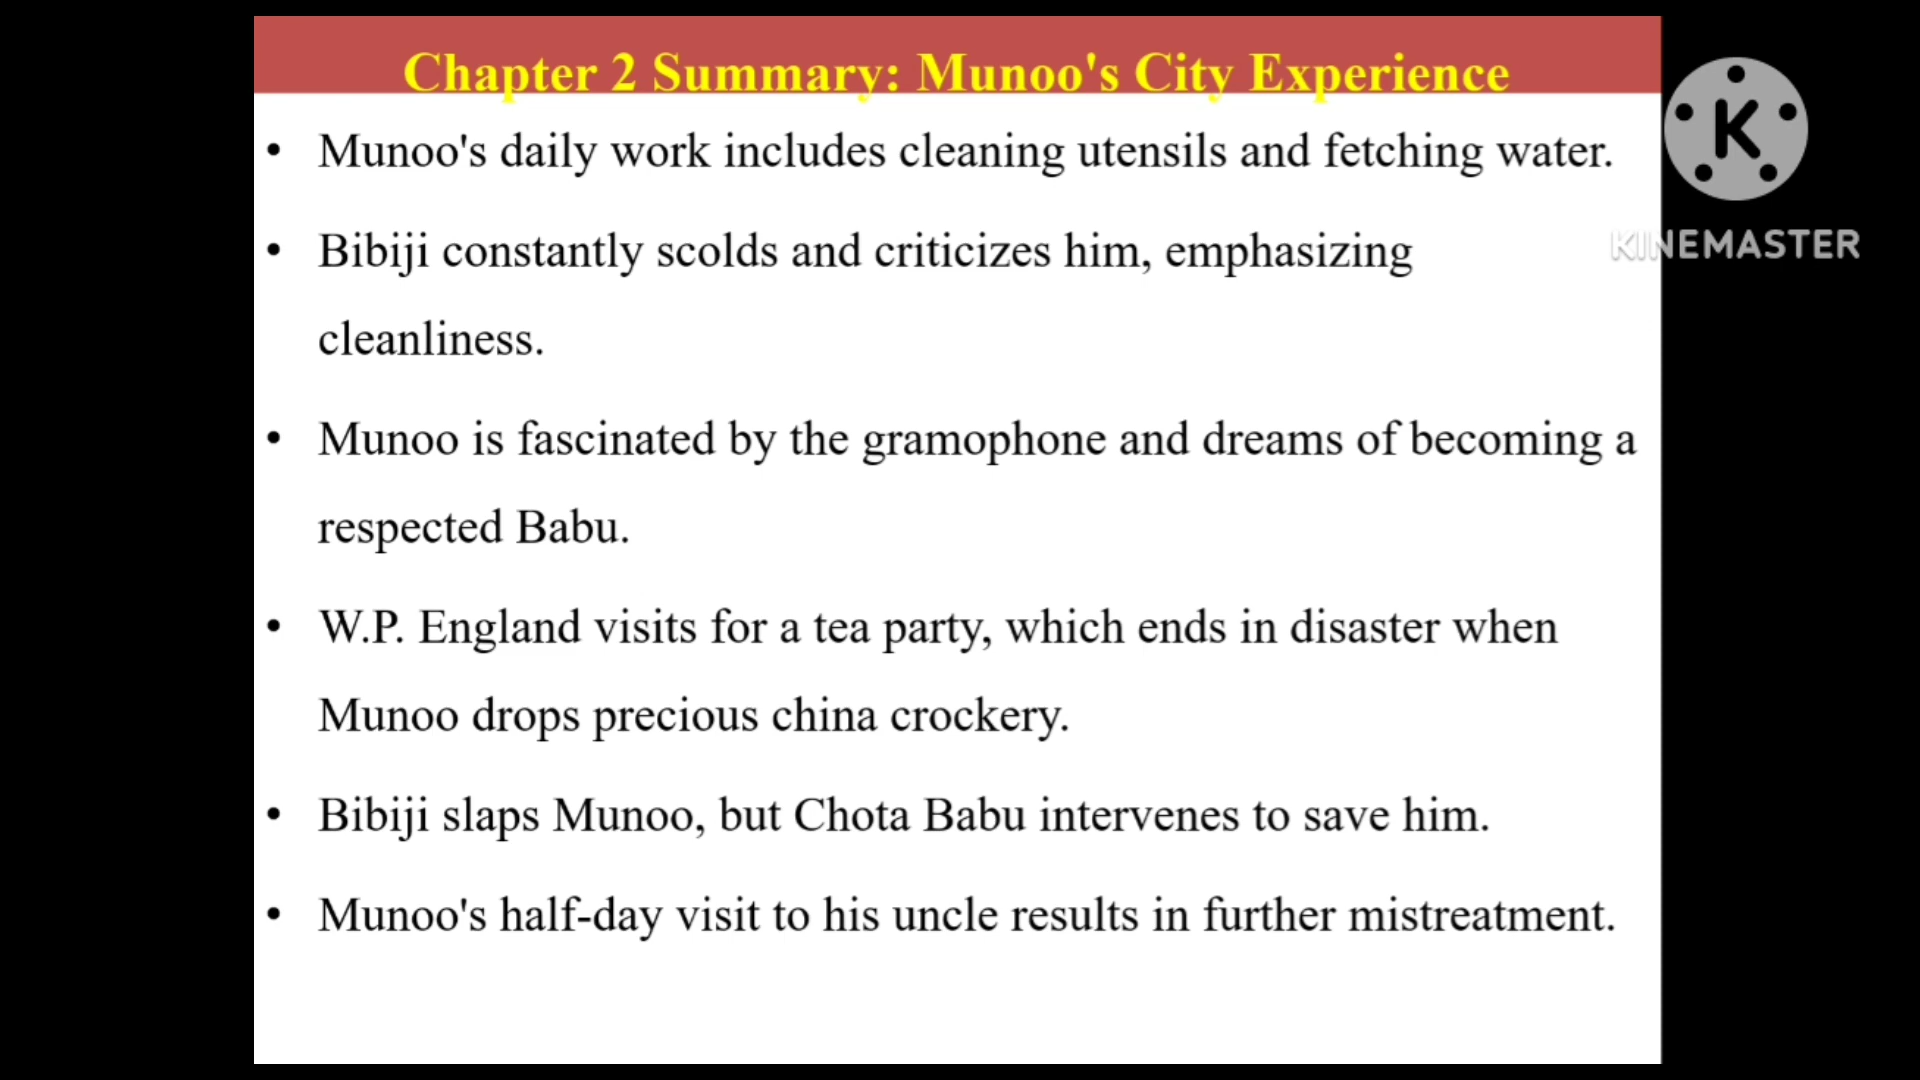 Chapter 2 Summary: Munoo's City Experience
• Munoo's daily work includes cleaning utensils and fetching water.
• Bibiji constantly scolds and criticizes him, emphasizing
cleanliness.
• Munoo is fascinated by the gramophone and dreams of becoming a
respected Babu.
• W.P. England visits for a tea party, which ends in disaster when
Munoo drops precious china crockery.
• Bibiji slaps Munoo, but Chota Babu intervenes to save him.
• Munoo's half-day visit to his uncle results in further mistreatment.
K
KINEMASTER